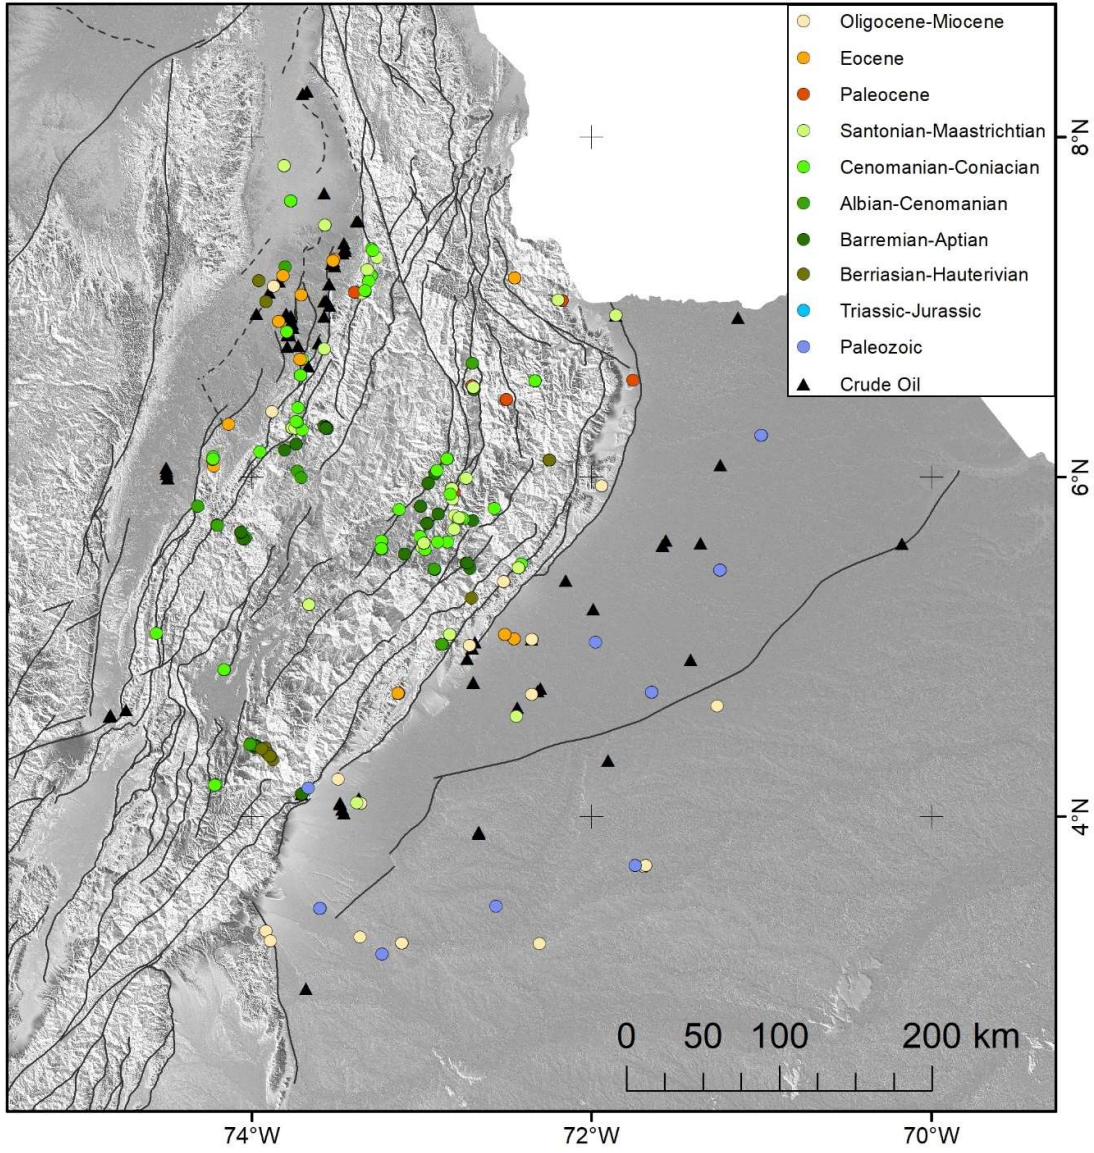 Oligocene-Miocene
Eocene
Paleocene
Santonian-Maastrichtian
Cenomanian-Coniacian
Albian-Cenomanian
Barremian-Aptian
Berriasian-Hauterivian
Triassic-Jurassic
Paleozoic
Crude Oil
8°N
6°N
4°N
0 50 100 200 km
74°W 72°W 70°W